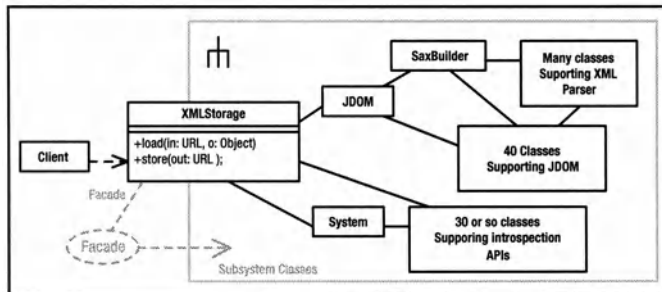 SaxBuilder
Many classes
Suporting XML
Parser
XMLStorage
JDOM
+load(in: URL, o: Object)
+store(out: URL );
Client
40 Classes
Supporting JDOM
Facade
System
30 or so classes
Supporing introspection
APIs
Facade
Subsystem Classes